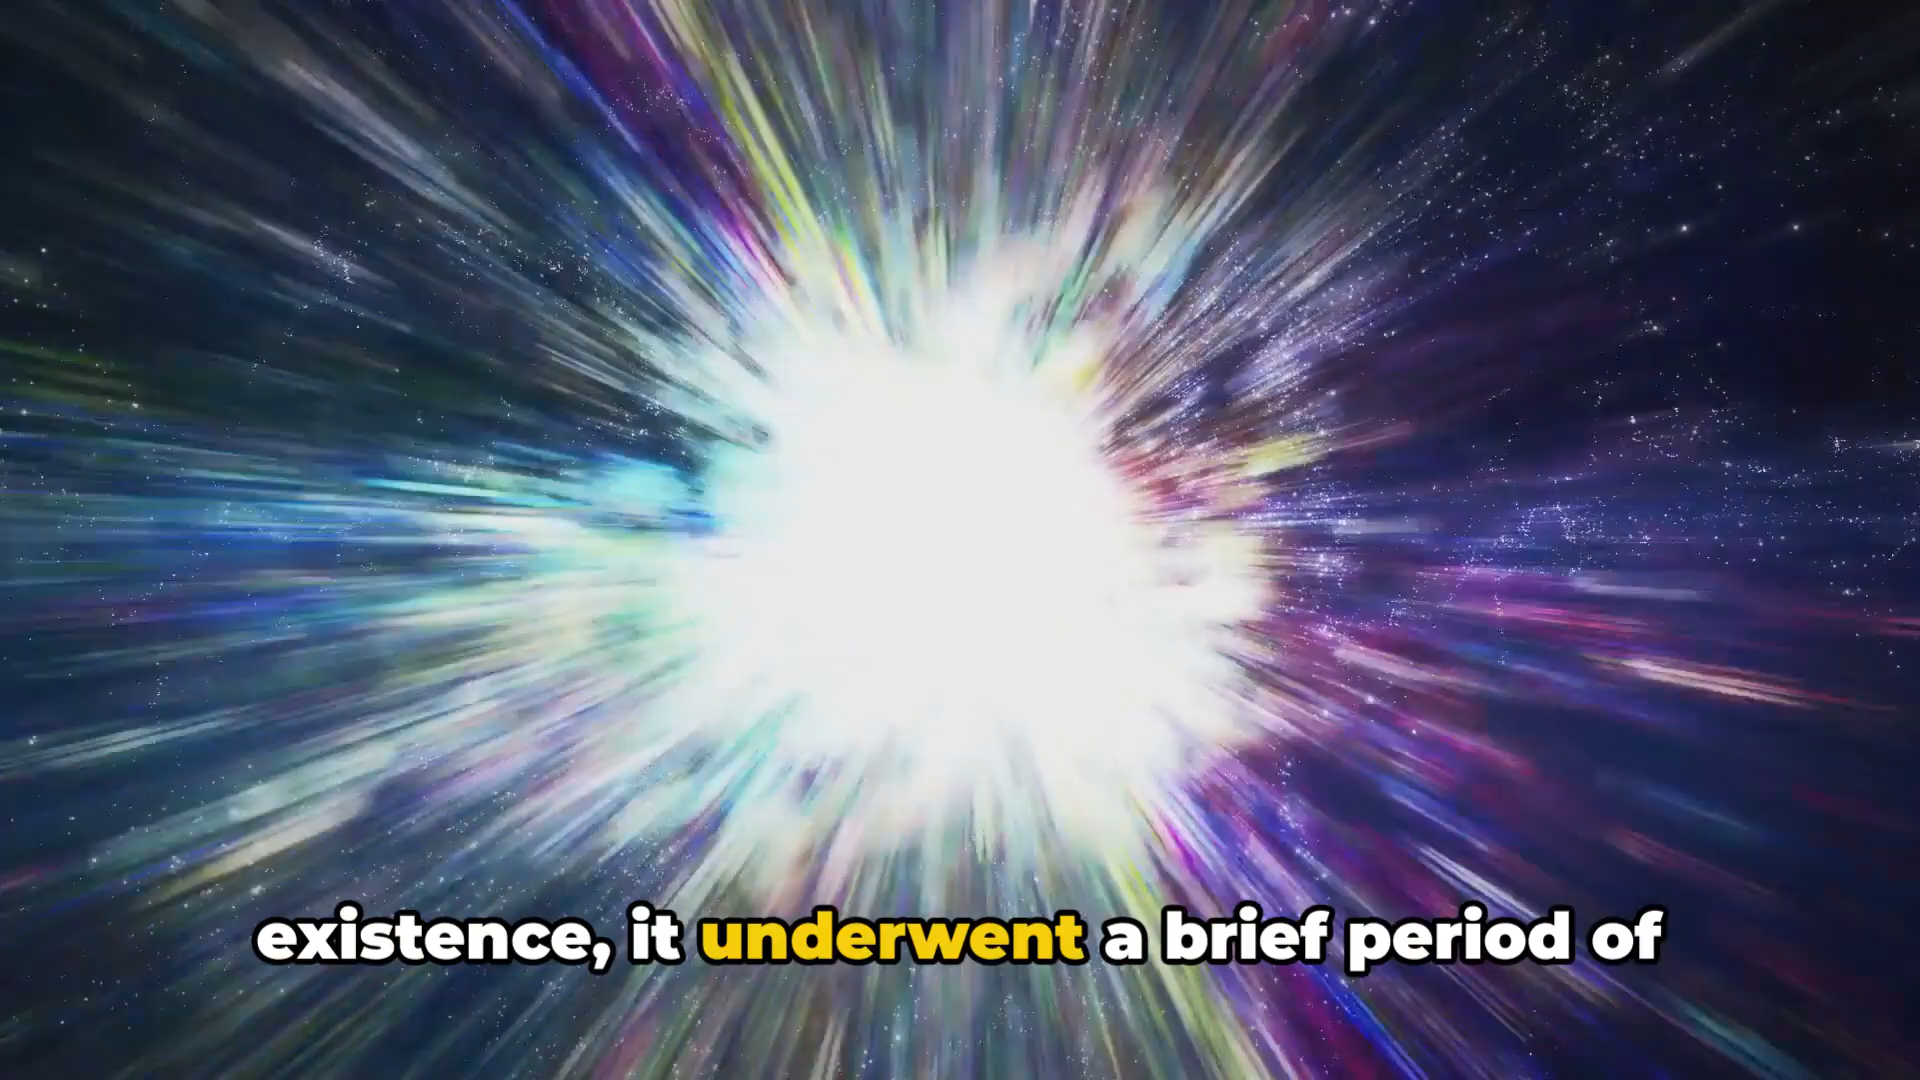 existence, it underwent a brief period of